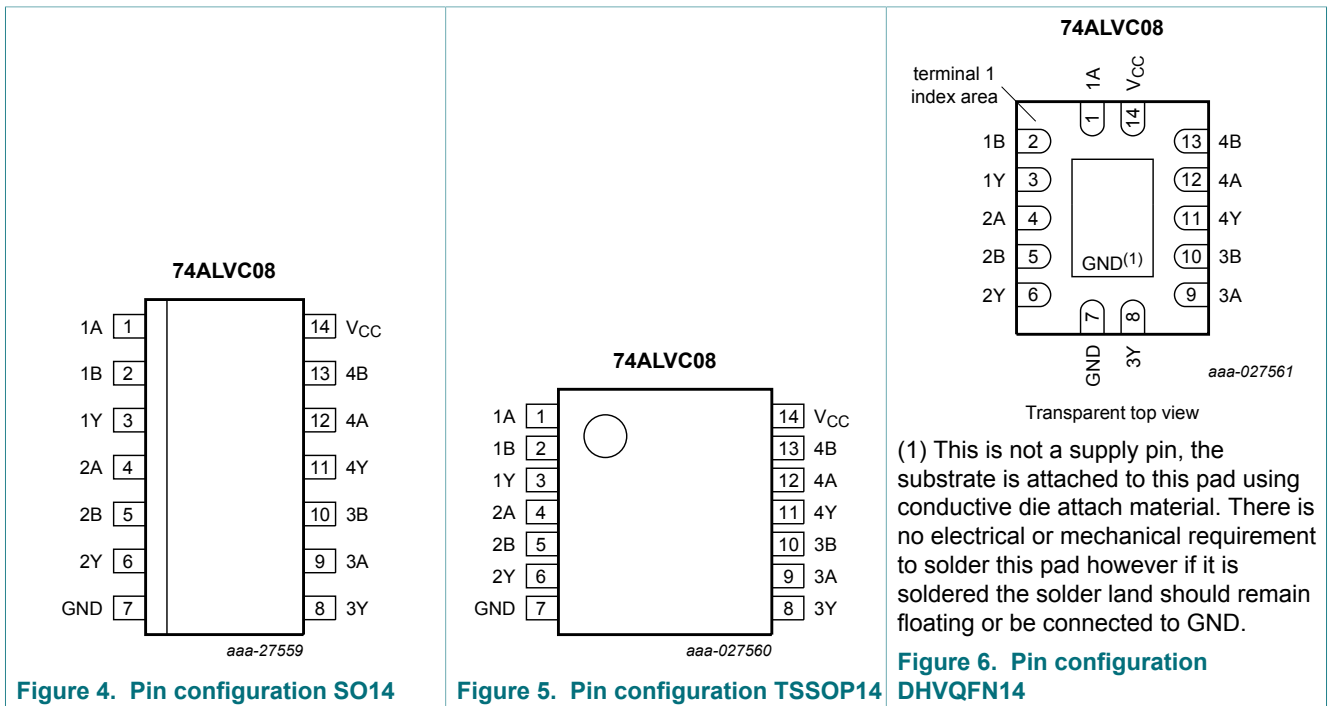 74ALVC08
1A 1
14 VCC
1B 2
13 4B
1Y 3
12 4A
2A 4
11 4Y
2B 5
10 3B
2Y 6
9 3A
GND 7
8 3Y
aaa-27559
Figure 4. Pin configuration SO14
74ALVC08
1A 1
14 VCC
1B 2
13 4B
1Y 3
12 4A
2A 4
11 4Y
2B 5
10 3B
2Y 6
9 3A
GND 7
8 3Y
aaa-027560
Figure 5. Pin configuration TSSOP14
74ALVC08
terminal 1
index area
1A
VCC
1
14
1B 2
13 4B
1Y 3
12 4A
2A 4
11 4Y
2B 5
10 3B
2Y 6
9 3A
GND(1)
7
8
GND
3Y
aaa-027561
Transparent top view
(1) This is not a supply pin, the
substrate is attached to this pad using
conductive die attach material. There is
no electrical or mechanical requirement
to solder this pad however if it is
soldered the solder land should remain
floating or be connected to GND.
Figure 6. Pin configuration
DHVQFN14